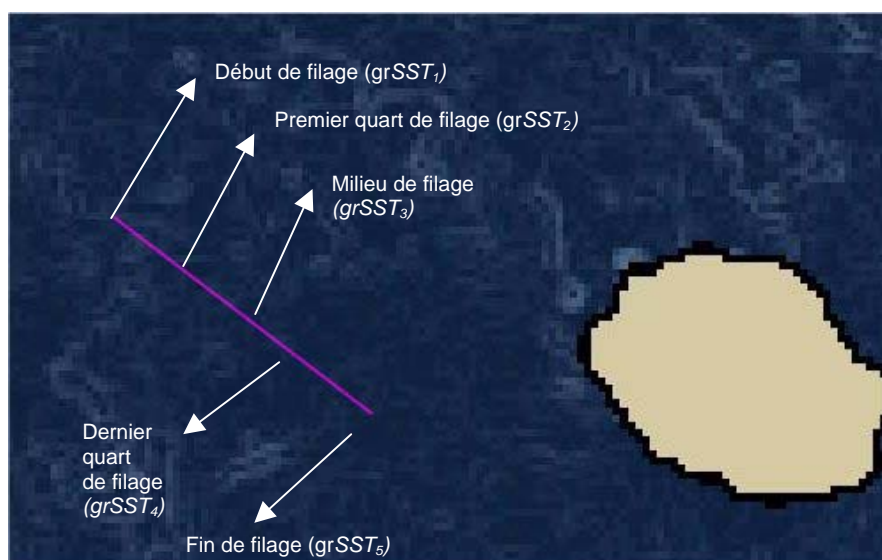 Début de filage (grSST₁)
Premier quart de filage (grSST₂)
Milieu de filage
(grSST₃)
Dernier
quart
de filage
(grSST₄)
Fin de filage (grSST₅)